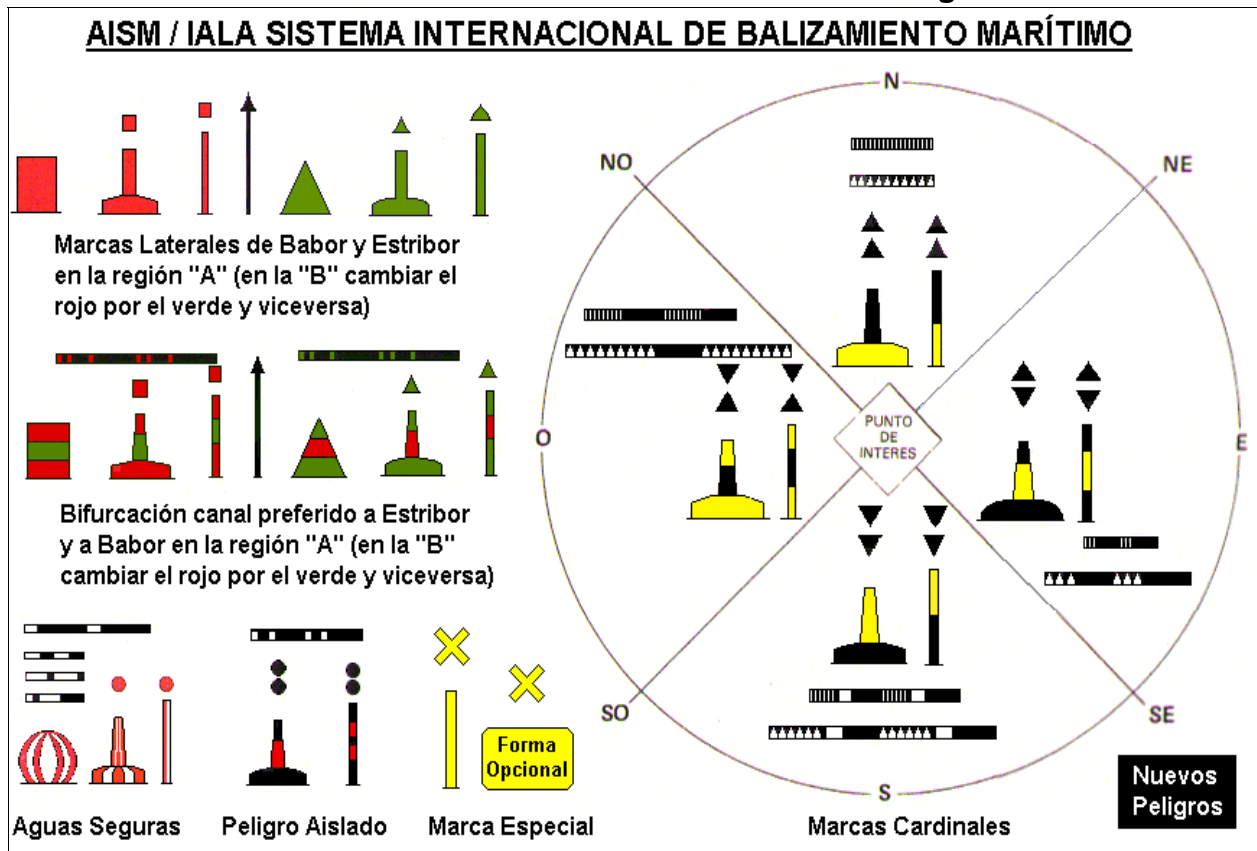 AISM / IALA SISTEMA INTERNACIONAL DE BALIZAMIENTO MARÍTIMO
Marcas Laterales de Babor y Estribor
en la región "A" (en la "B" cambiar el
rojo por el verde y viceversa)
Bifurcación canal preferido a Estribor
y a Babor en la región "A" (en la "B"
cambiar el rojo por el verde y viceversa)
Forma
Opcional
Aguas Seguras
Peligro Aislado
Marca Especial
N
NO
NE
O
PUNTO
DE
INTERES
E
SO
SE
S
Marcas Cardinales
Nuevos
Peligros